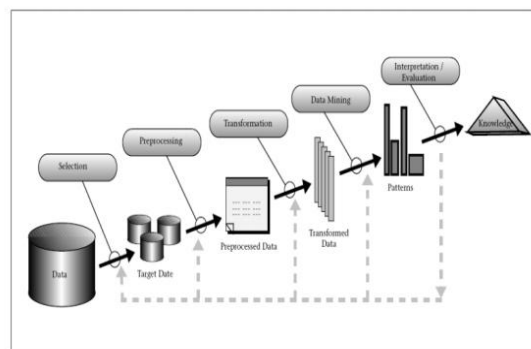 Interpretation /
Evaluation
Data Mining
Knowledge
Transformation
Preprocessing
Patterns
Selection
Transformed
Data
Preprocessed Data
Target Date
Data